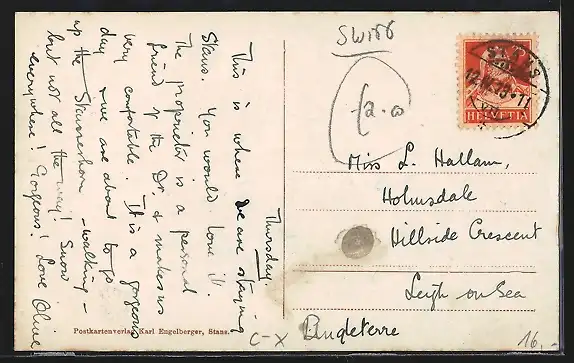 Thursday.
This is where we are staying
Stans. You would love it.
The proprietor is a personal
friend of the Dr, & makes us
very comfortable. It is a gorgeous
day & we are about to go
up the Stanserhorn - walking -
but not all the way! Snow
everywhere! Gorgeous! Love Olive
Postkartenverlag Karl Engelberger, Stans.
SWISS
STANS
HELVETIA
Miss L. Hallam,
Holmsdale
Hillside Crescent
Leigh on Sea
Angleterre
C-X
16.-